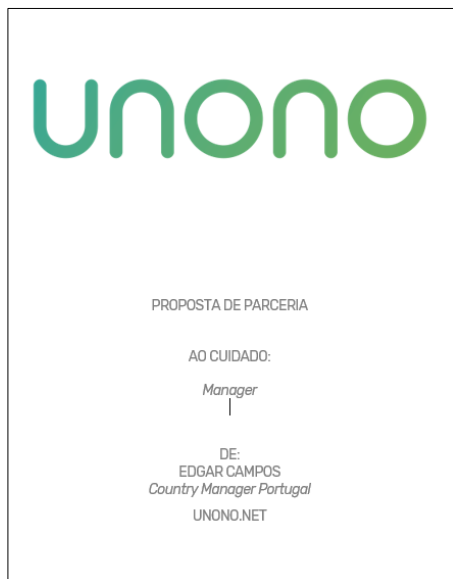 unono
PROPOSTA DE PARCERIA
AO CUIDADO:
Manager
DE:
EDGAR CAMPOS
Country Manager Portugal
UNONO.NET